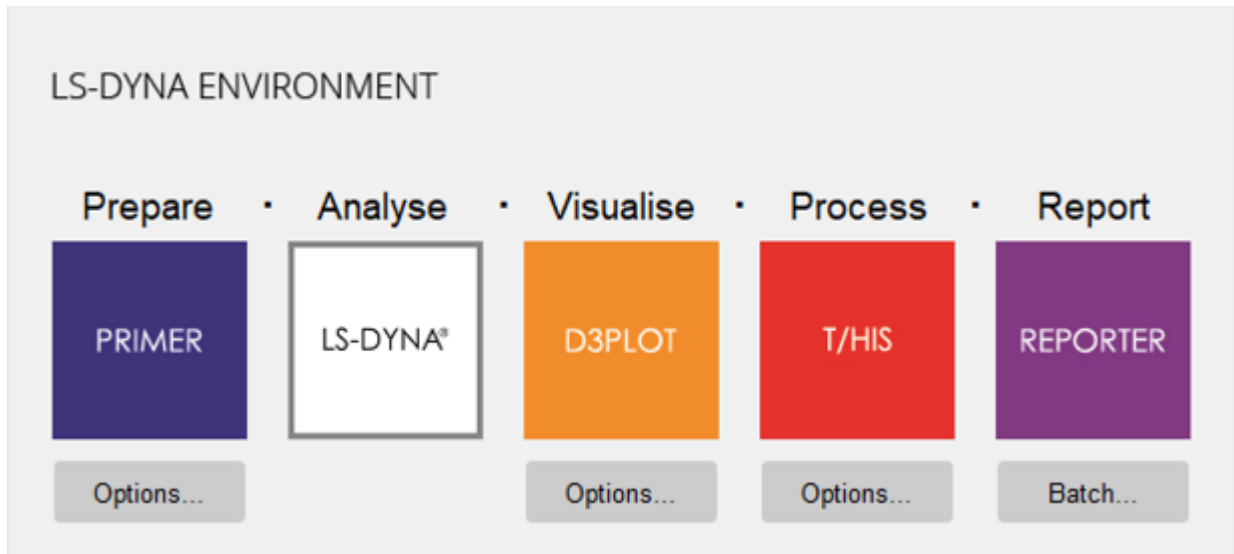 LS-DYNA ENVIRONMENT
Prepare · Analyse · Visualise · Process · Report
PRIMER LS-DYNA® D3PLOT T/HIS REPORTER
Options... Options... Options... Batch...